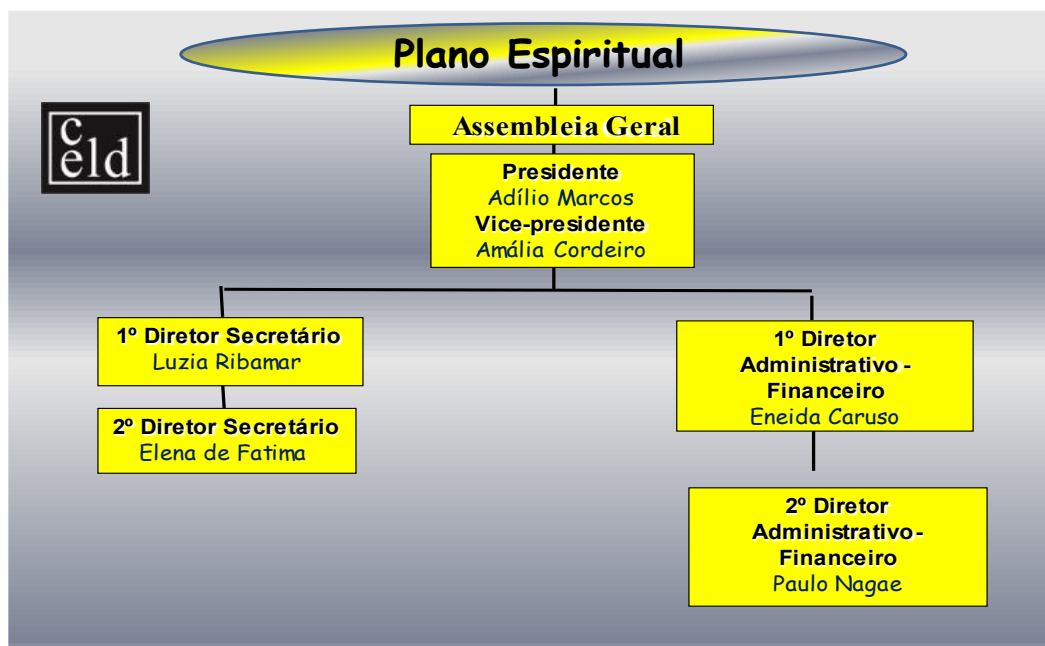 Plano Espiritual
celd
Assembleia Geral
Presidente
Adílio Marcos
Vice-presidente
Amália Cordeiro
1º Diretor Secretário
Luzia Ribamar
2º Diretor Secretário
Elena de Fatima
1º Diretor
Administrativo-
Financeiro
Eneida Caruso
2º Diretor
Administrativo-
Financeiro
Paulo Nagae